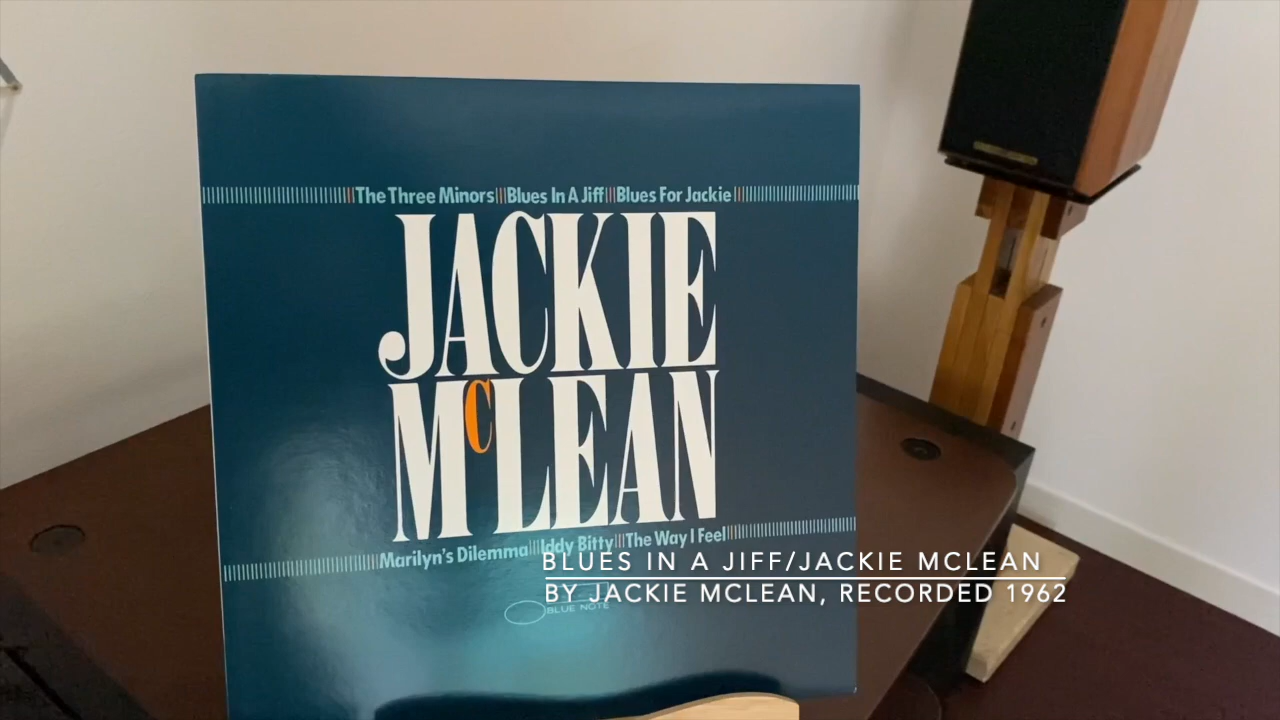 The Three Minors Blues In A Jiff Blues For Jackie
JACKIE
McLEAN
Marilyn's Dilemma Iddy Bitty The Way I Feel
BLUES IN A JIFF/JACKIE MCLEAN
BY JACKIE MCLEAN, RECORDED 1962
BLUE NOTE